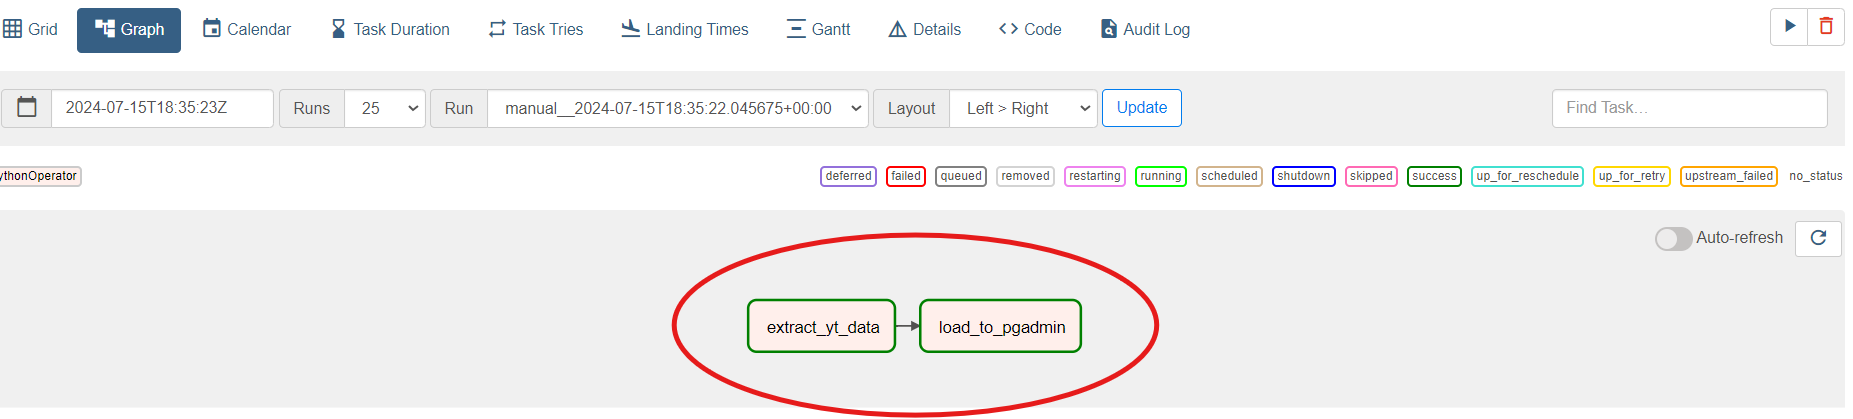 Grid Graph Calendar Task Duration Task Tries Landing Times Gantt Details Code Audit Log
2024-07-15T18:35:23Z Runs 25 Run manual__2024-07-15T18:35:22.045675+00:00 Layout Left > Right Update Find Task...
ythonOperator deferred failed queued removed restarting running scheduled shutdown skipped success up_for_reschedule up_for_retry upstream_failed no_status
Auto-refresh
extract_yt_data load_to_pgadmin